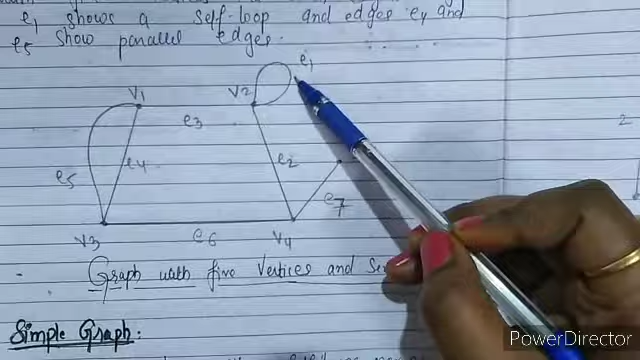 e1 shows a self-loop and edges e4 and
e5 show parallel edges.
e1
V1
V2
e3
2
e4
e2
e5
e7
V3
e6
V4
Graph with five vertices and
Simple Graph:
PowerDirector